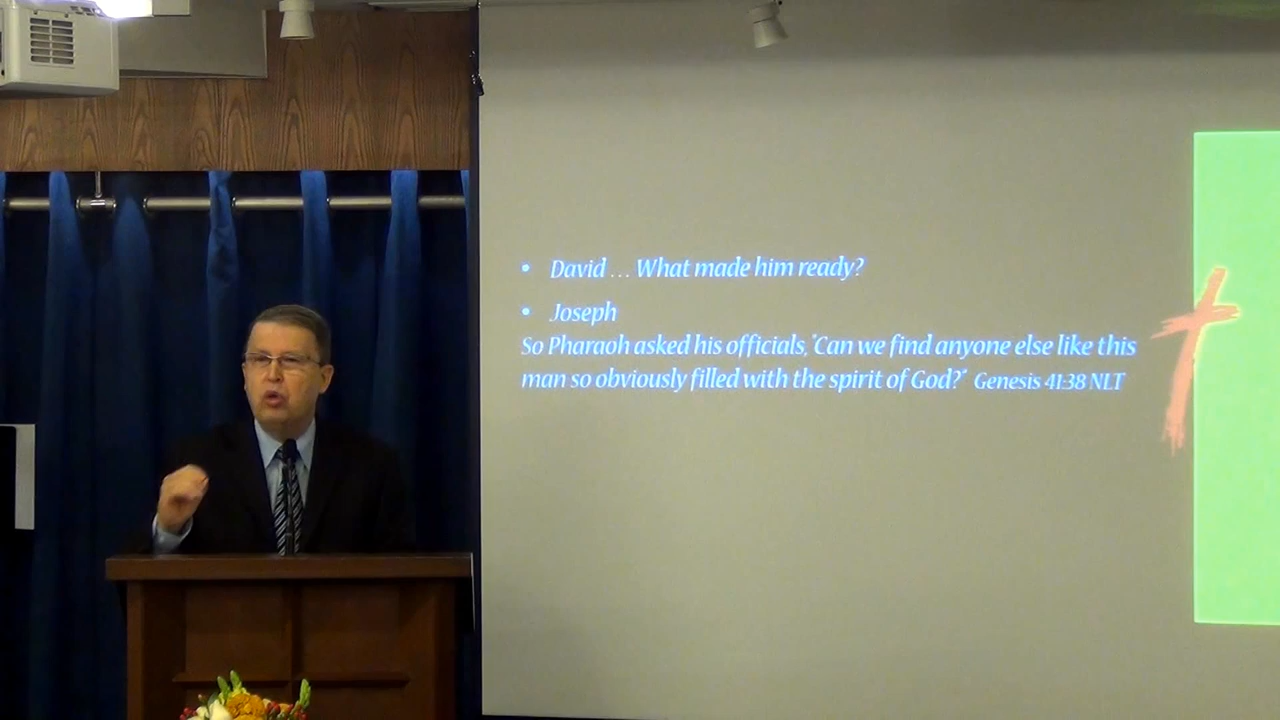 • David ... What made him ready?
• Joseph
So Pharaoh asked his officials, "Can we find anyone else like this
man so obviously filled with the spirit of God?" Genesis 41:38 NLT